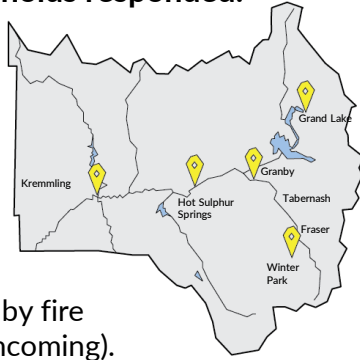 holds responded.
Grand Lake
Granby
Kremmling
Hot Sulphur
Springs
Tabernash
Fraser
Winter
Park
by fire
ncoming).